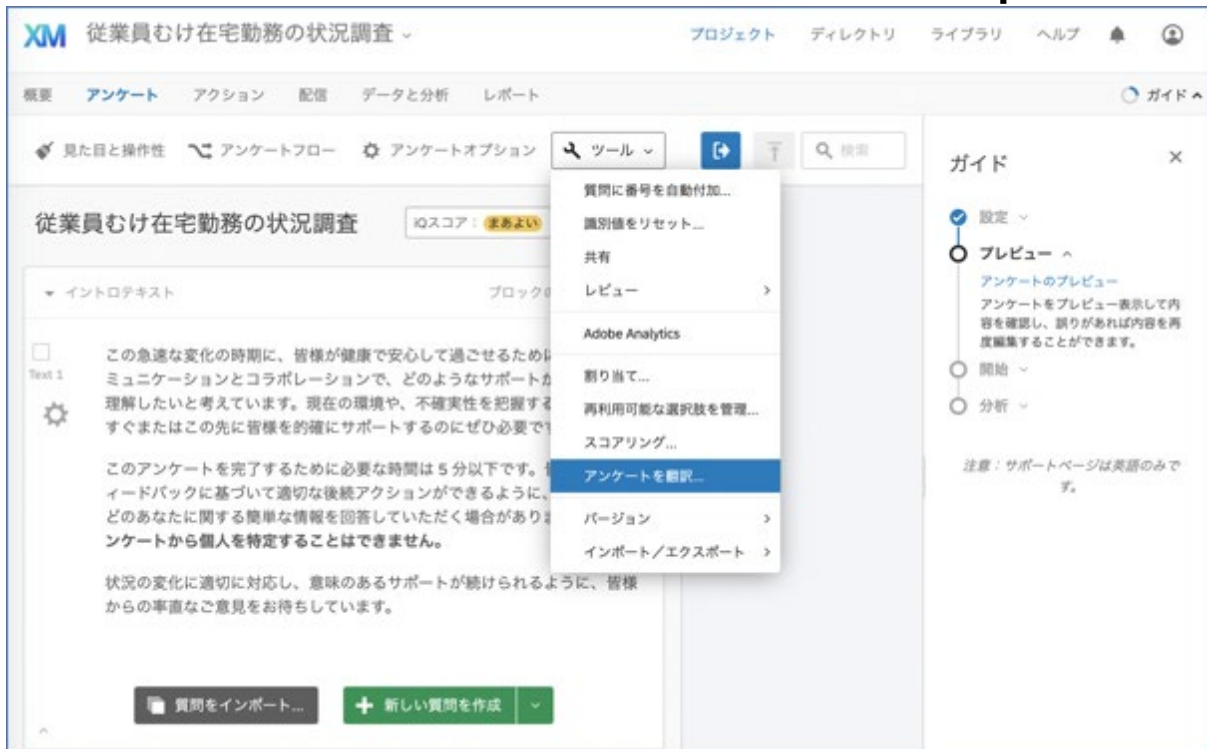 XM 従業員むけ在宅勤務の状況調査
プロジェクト ディレクトリ ライブラリ ヘルプ
概要 アンケート アクション 配信 データと分析 レポート
ガイド
見た目と操作性 アンケートフロー アンケートオプション ツール
検索
従業員むけ在宅勤務の状況調査
iQスコア: まあよい
イントロテキスト
ブロックの
Text 1
この急速な変化の時期に、皆様が健康で安心して過ごせるために
ミュニケーションとコラボレーションで、どのようなサポートが
理解したいと考えています。現在の環境や、不確実性を把握する
すぐまたはこの先に皆様を的確にサポートするのにぜひ必要で
このアンケートを完了するために必要な時間は 5 分以下です。
ィードバックに基づいて適切な後続アクションができるように、
どのあなたに関する簡単な情報を回答していただく場合があり
ンケートから個人を特定することはできません。
状況の変化に適切に対応し、意味のあるサポートが続けられるように、皆様
からの率直なご意見をお待ちしています。
質問をインポート...
新しい質問を作成
質問に番号を自動付加...
識別値をリセット...
共有
レビュー
Adobe Analytics
割り当て...
再利用可能な選択肢を管理...
スコアリング...
アンケートを翻訳...
バージョン
インポート／エクスポート
ガイド
設定
プレビュー
アンケートのプレビュー
アンケートをプレビュー表示して内
容を確認し、誤りがあれば内容を再
度編集することができます。
開始
分析
注意：サポートページは英語のみで
す。